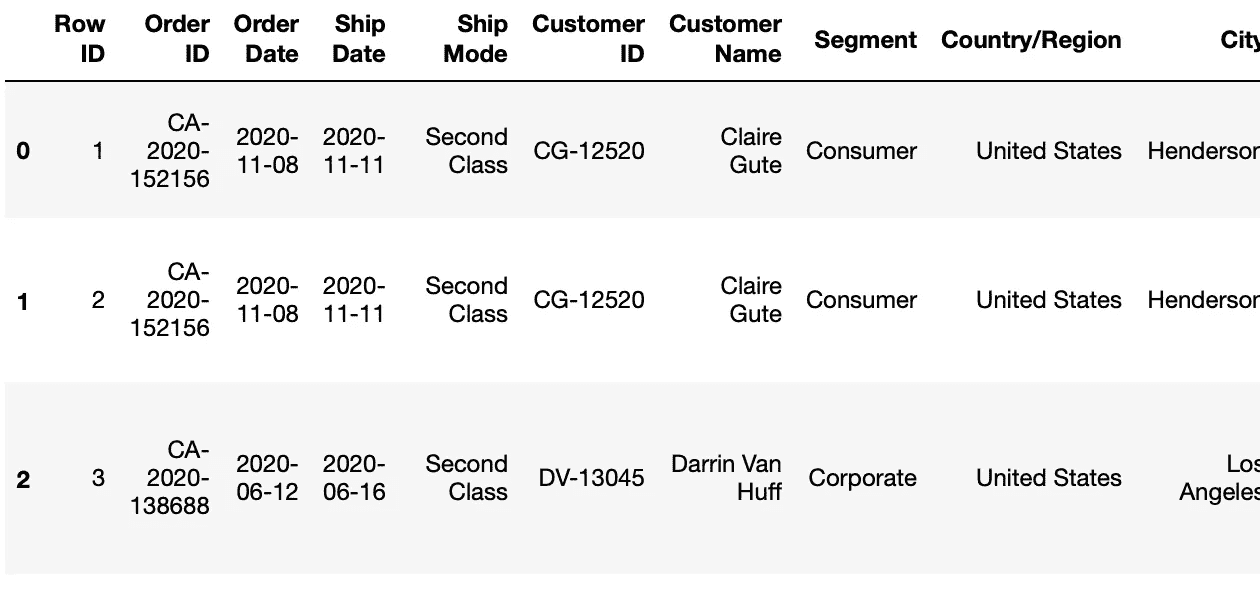 Row ID Order ID Order Date Ship Date Ship Mode Customer ID Customer Name Segment Country/Region City
0 1 CA-2020-152156 2020-11-08 2020-11-11 Second Class CG-12520 Claire Gute Consumer United States Henderson
1 2 CA-2020-152156 2020-11-08 2020-11-11 Second Class CG-12520 Claire Gute Consumer United States Henderson
2 3 CA-2020-138688 2020-06-12 2020-06-16 Second Class DV-13045 Darrin Van Huff Corporate United States Los Angeles